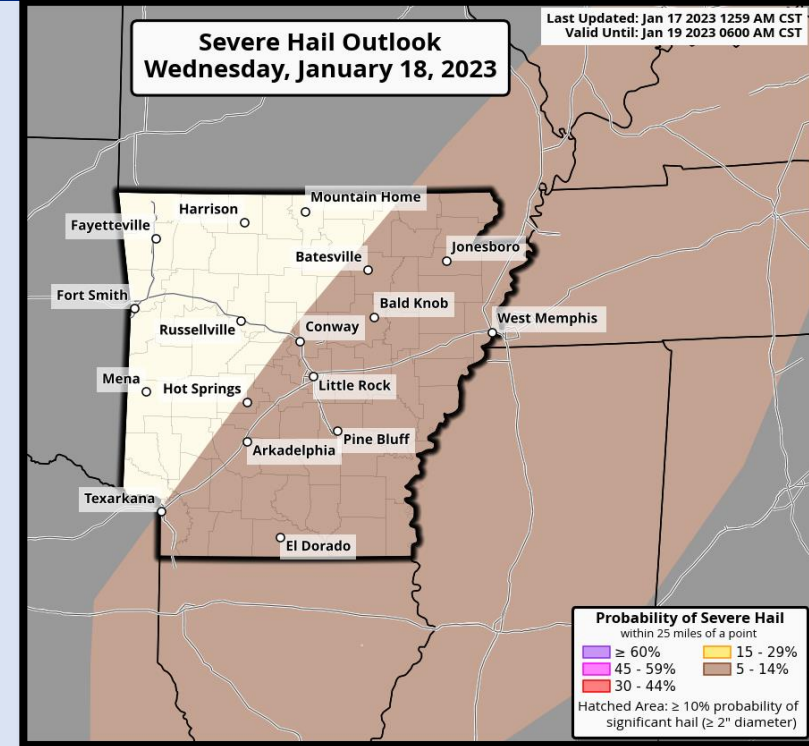 Last Updated: Jan 17 2023 1259 AM CST
Valid Until: Jan 19 2023 0600 AM CST
Severe Hail Outlook
Wednesday, January 18, 2023
Mountain Home
Harrison
Fayetteville
Jonesboro
Batesville
Fort Smith
Bald Knob
West Memphis
Conway
Russellville
Mena
Hot Springs
Little Rock
Pine Bluff
Arkadelphia
Texarkana
El Dorado
Probability of Severe Hail
within 25 miles of a point
≥ 60% 15 - 29%
45 - 59% 5 - 14%
30 - 44%
Hatched Area: ≥ 10% probability of
significant hail (≥ 2" diameter)